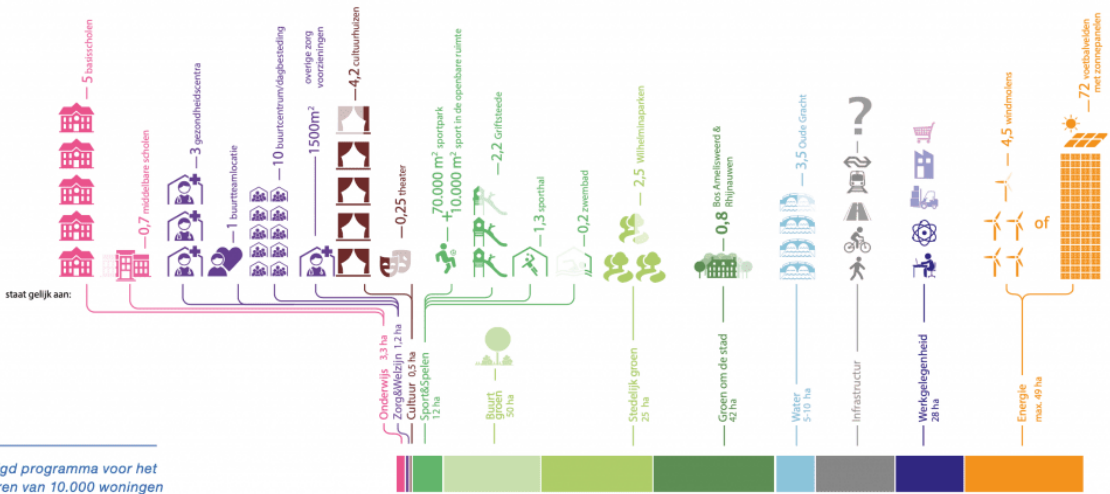 5 basisscholen
0,7 middelbare scholen
3 gezondheidscentra
1 buurtteamlocatie
10 buurtcentrum/dagbesteding
overige zorg
voorzieningen
1500m²
4,2 cultuurhuizen
0,25 theater
70.000 m² sportpark
+
10.000 m² sport in de openbare ruimte
2,2 Griftsteede
1,3 sporthal
0,2 zwembad
2,5 Wilhelminaparken
0,8 Bos Amelisweerd &
Rhijnauwen
3,5 Oude Gracht
?
4,5 windmolens
of
72 voetbalvelden
met zonnepanelen
staat gelijk aan:
Onderwijs 3,3 ha
Zorg&Welzijn 1,2 ha
Cultuur 0,5 ha
Sport&Spelen
12 ha
Buurt
groen
50 ha
Stedelijk groen
25 ha
Groen om de stad
42 ha
Water
5-10 ha
Infrastructur
Werkgelegenheid
28 ha
Energie
max. 49 ha
gd programma voor het
ren van 10.000 woningen